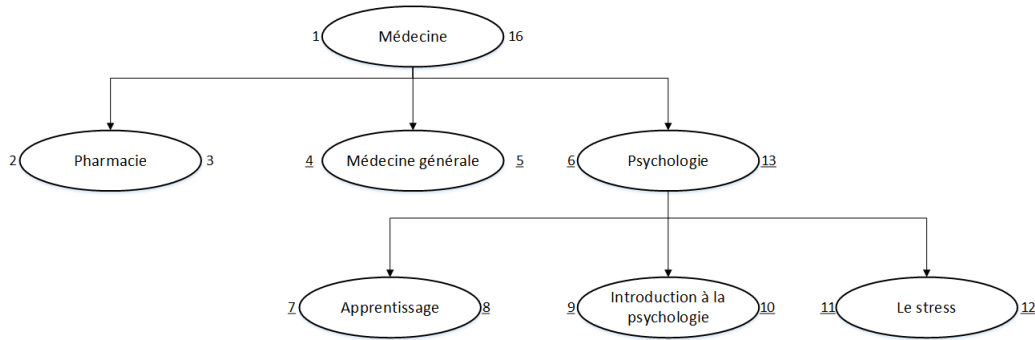 1 Médecine 16
2 Pharmacie 3
4 Médecine générale 5
6 Psychologie 13
7 Apprentissage 8
9 Introduction à la
psychologie 10
11 Le stress 12